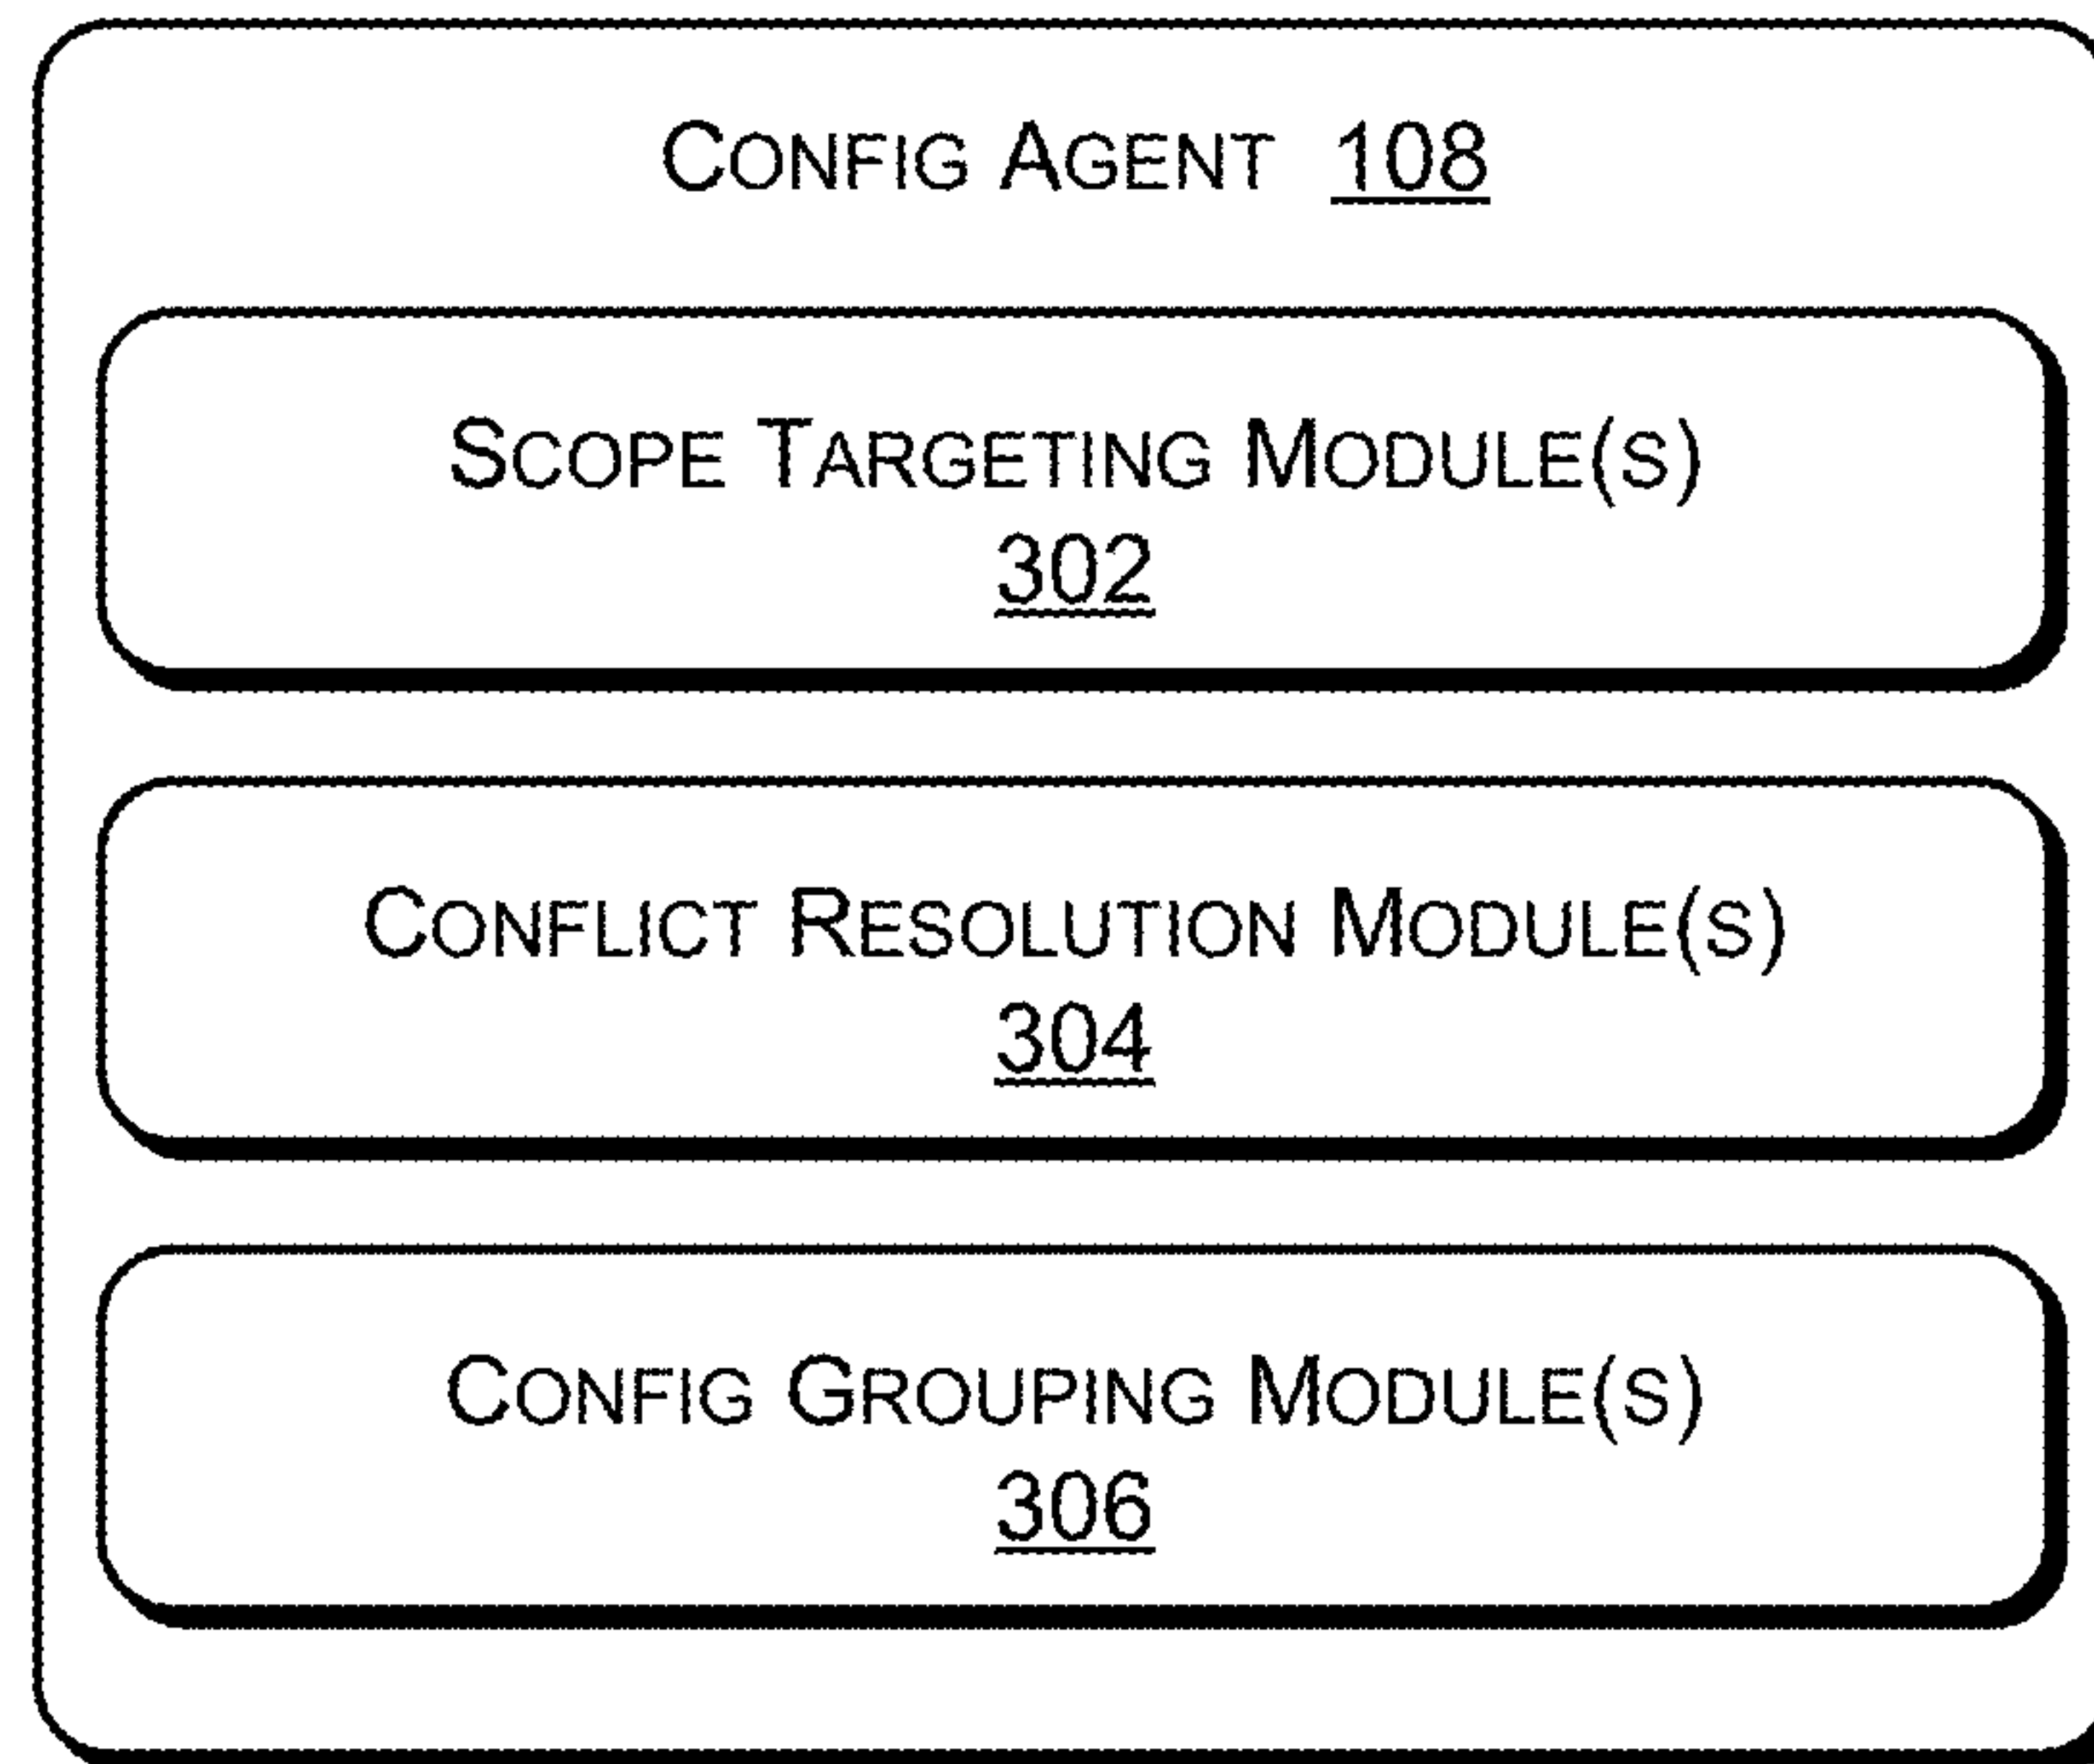 CONFIG AGENT 108
SCOPE TARGETING MODULE(S)
302
CONFLICT RESOLUTION MODULE(S)
304
CONFIG GROUPING MODULE(S)
306